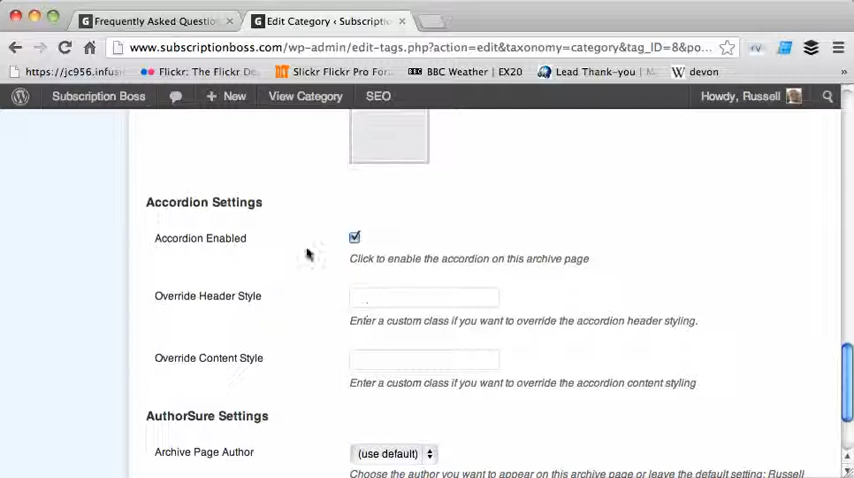 Frequently Asked Questio
Edit Category ‹ Subscriptio
www.subscriptionboss.com/wp-admin/edit-tags.php?action=edit&taxonomy=category&tag_ID=8&po...
https://jc956.infus
Flickr: The Flickr De
Slickr Flickr Pro For
BBC Weather | EX20
Lead Thank-you | M
devon
Subscription Boss
+ New
View Category
SEO
Howdy, Russell
Accordion Settings
Accordion Enabled
Click to enable the accordion on this archive page
Override Header Style
Enter a custom class if you want to override the accordion header styling.
Override Content Style
Enter a custom class if you want to override the accordion content styling
AuthorSure Settings
Archive Page Author
(use default)
Choose the author you want to appear on this archive page or leave the default setting: Russell